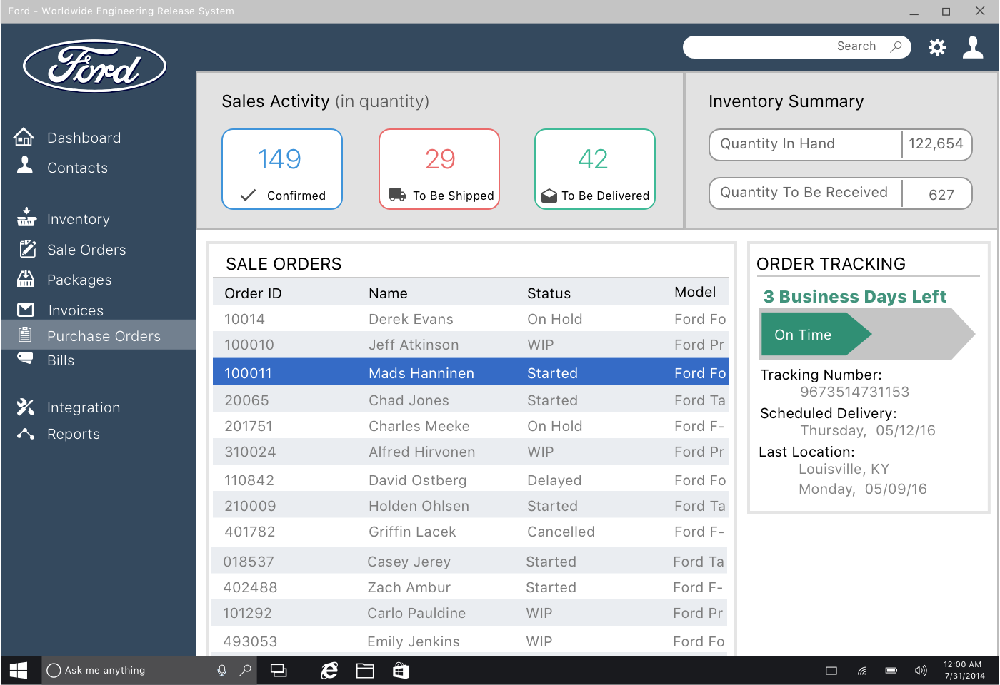 Ford - Worldwide Engineering Release System
Ford
Search
Dashboard
Contacts
Inventory
Sale Orders
Packages
Invoices
Purchase Orders
Bills
Integration
Reports
Sales Activity (in quantity)
149
Confirmed
29
To Be Shipped
42
To Be Delivered
Inventory Summary
Quantity In Hand 122,654
Quantity To Be Received 627
SALE ORDERS
Order ID Name Status Model
10014 Derek Evans On Hold Ford Fo
100010 Jeff Atkinson WIP Ford Pr
100011 Mads Hanninen Started Ford Fo
20065 Chad Jones Started Ford Ta
201751 Charles Meeke On Hold Ford F-
310024 Alfred Hirvonen WIP Ford Pr
110842 David Ostberg Delayed Ford Fo
210009 Holden Ohlsen Started Ford Ta
401782 Griffin Lacek Cancelled Ford F-
018537 Casey Jerey Started Ford Ta
402488 Zach Ambur Started Ford F-
101292 Carlo Pauldine WIP Ford Pr
493053 Emily Jenkins WIP Ford Fo
ORDER TRACKING
3 Business Days Left
On Time
Tracking Number:
9673514731153
Scheduled Delivery:
Thursday, 05/12/16
Last Location:
Louisville, KY
Monday, 05/09/16
Ask me anything
12:00 AM
7/31/2014